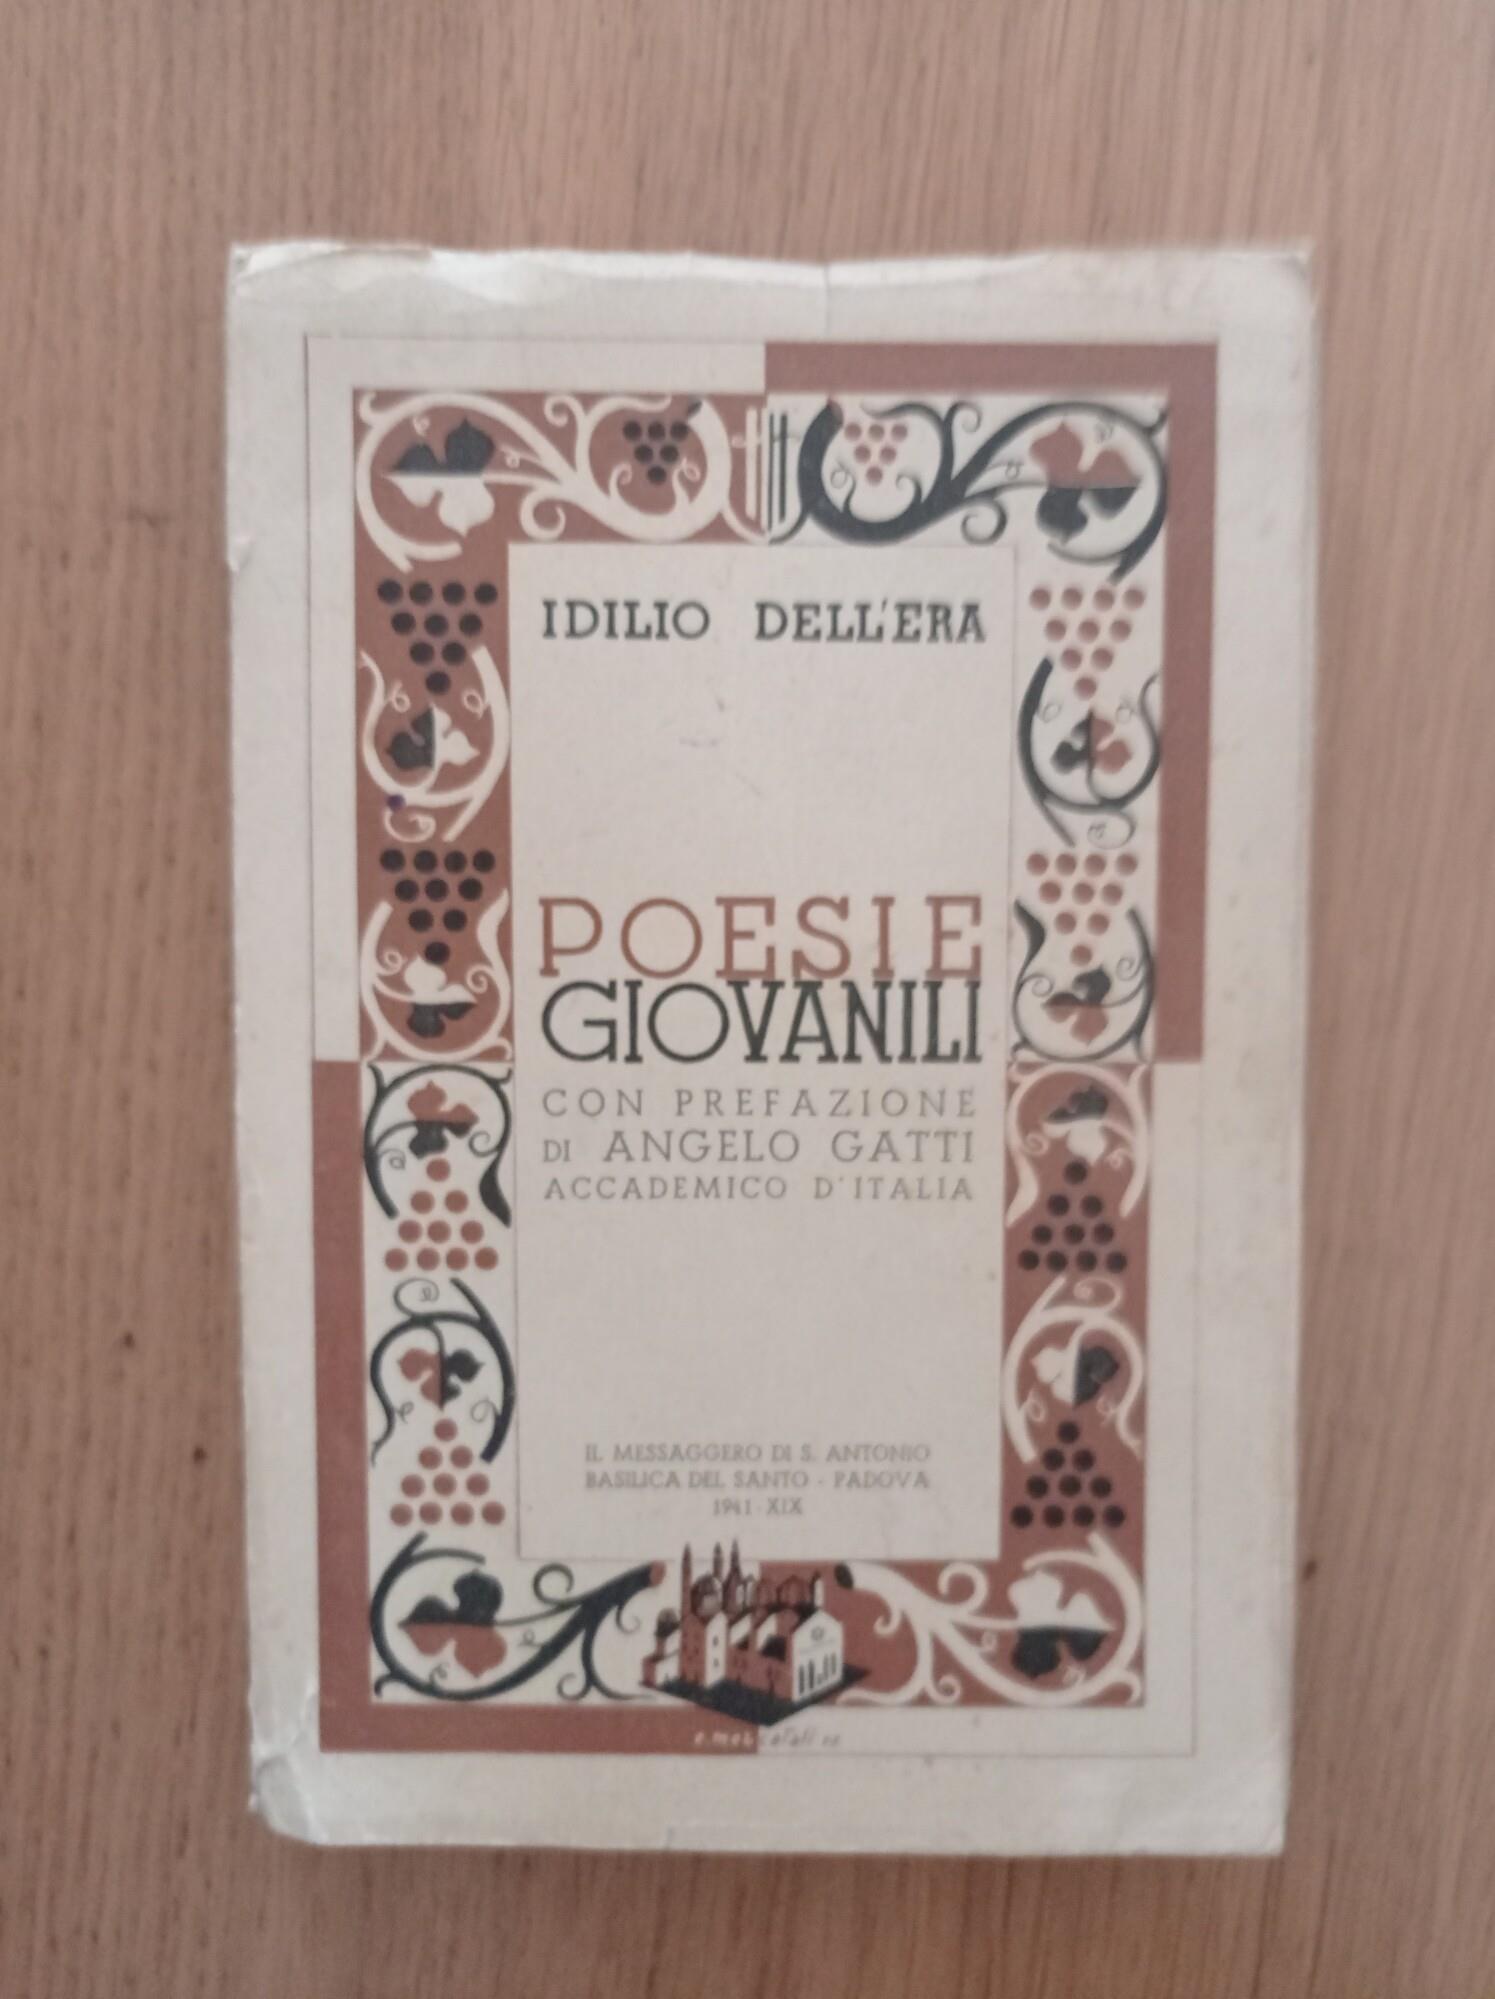 IDILIO DELL'ERA
POESIE
GIOVANILI
CON PREFAZIONE
DI ANGELO GATTI
ACCADEMICO D'ITALIA
IL MESSAGGERO DI S. ANTONIO
BASILICA DEL SANTO - PADOVA
1941 - XIX